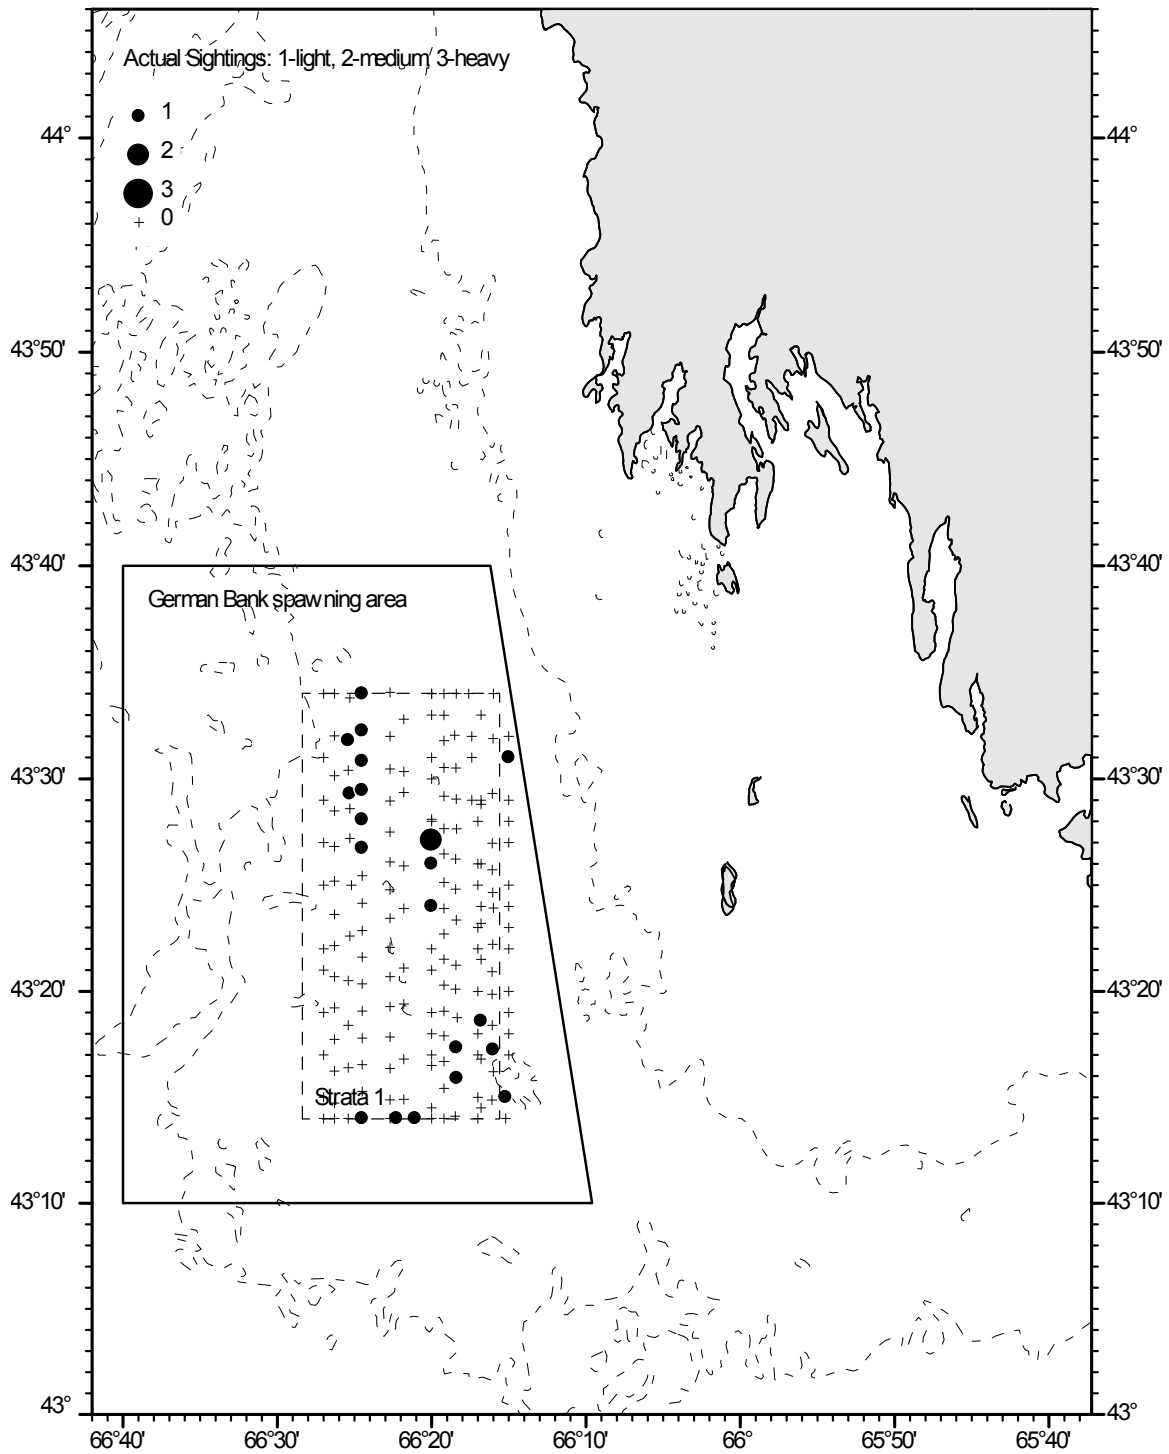 Actual Sightings: 1-light, 2-medium, 3-heavy
1
2
3
0
44° 44°
43°50' 43°50'
43°40' 43°40'
German Bank spawning area
43°30' 43°30'
43°20' 43°20'
Strata 1
43°10' 43°10'
43° 43°
66°40' 66°30' 66°20' 66°10' 66° 65°50' 65°40'